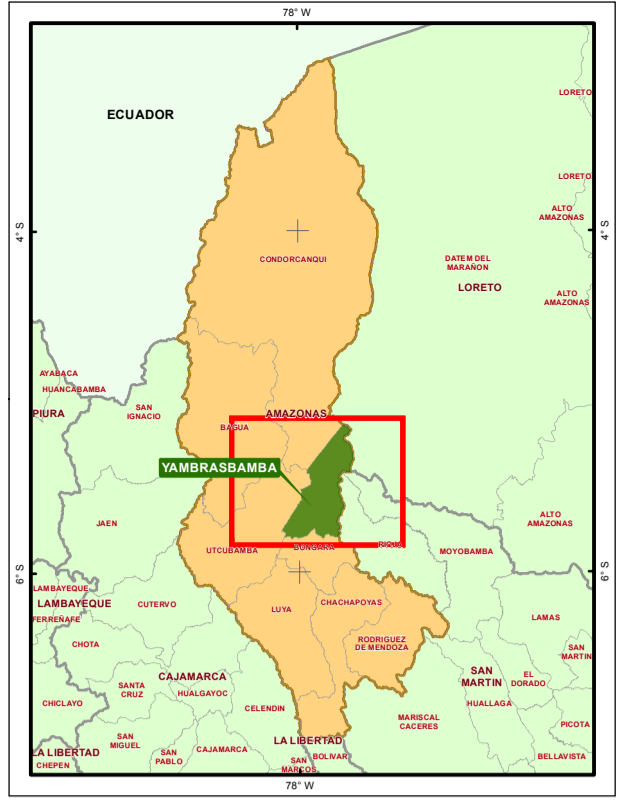 78° W
ECUADOR
LORETO
LORETO
ALTO
AMAZONAS
4° S
4° S
CONDORCANQUI
DATEM DEL
MARAÑON
LORETO
ALTO
AMAZONAS
AYABACA
HUANCABAMBA
PIURA
SAN
IGNACIO
AMAZONAS
BAGUA
YAMBRASBAMBA
JAEN
ALTO
AMAZONAS
UTCUBAMBA
BONGARA
RIOJA
MOYOBAMBA
6° S
6° S
LAMBAYEQUE
LAMBAYEQUE
FERREÑAFE
CUTERVO
LUYA
CHACHAPOYAS
LAMAS
CHOTA
RODRIGUEZ
DE MENDOZA
SAN
MARTIN
CAJAMARCA
SANTA
CRUZ
HUALGAYOC
SAN
MARTIN
EL
DORADO
CHICLAYO
CELENDIN
HUALLAGA
MARISCAL
CACERES
PICOTA
SAN
MIGUEL
LA LIBERTAD
LA LIBERTAD
CHEPEN
SAN
PABLO
CAJAMARCA
SAN
MARCOS
BOLIVAR
BELLAVISTA
78° W